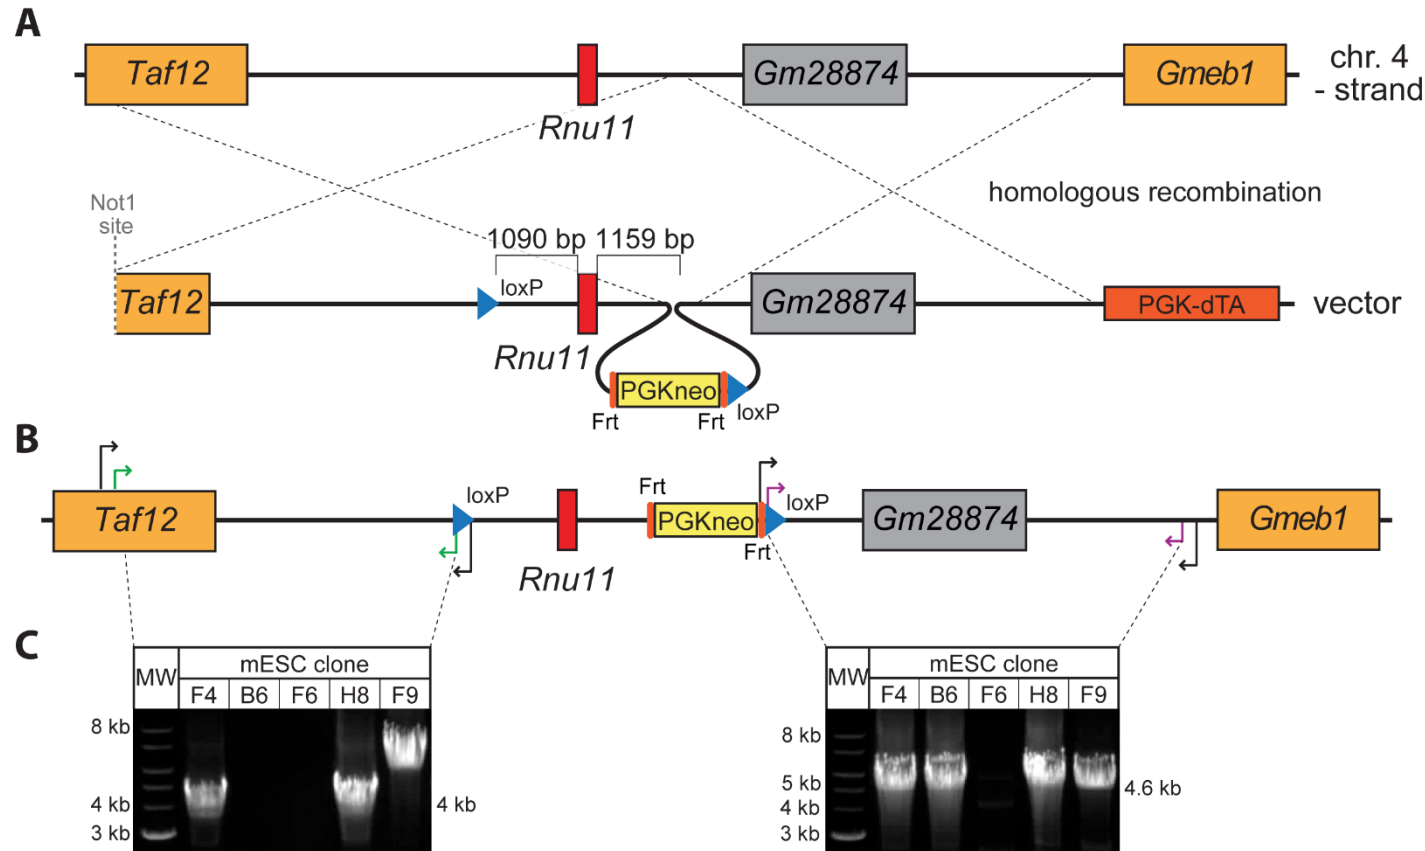 A
Taf12
Rnu11
Gm28874
Gmeb1
chr. 4
- strand
homologous recombination
Not1
site
1090 bp
1159 bp
Taf12
loxP
Rnu11
Gm28874
PGK-dTA
vector
PGKneo
Frt
Frt
loxP
B
Taf12
loxP
Rnu11
Frt
PGKneo
Frt
loxP
Gm28874
Gmeb1
C
MW
mESC clone
F4 B6 F6 H8 F9
8 kb
4 kb
3 kb
4 kb
MW
mESC clone
F4 B6 F6 H8 F9
8 kb
5 kb
4 kb
3 kb
4.6 kb